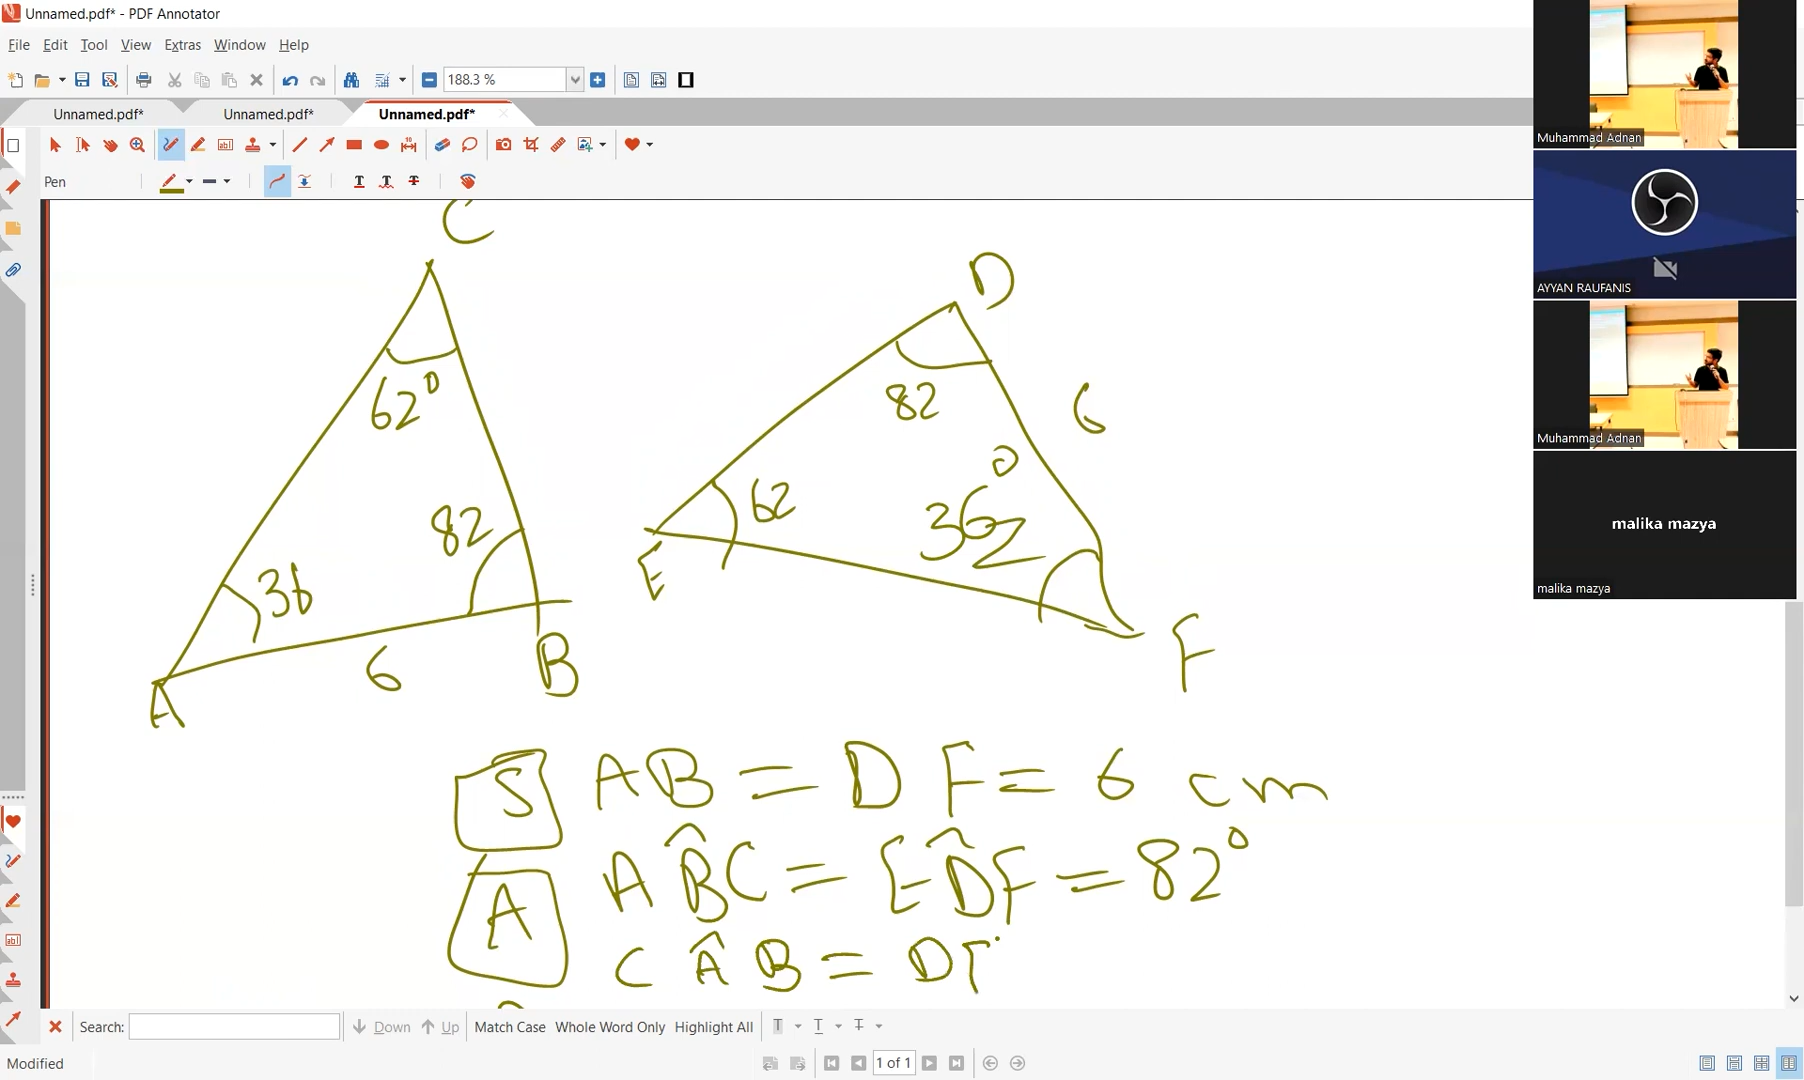 Unnamed.pdf* - PDF Annotator
File Edit Tool View Extras Window Help
188.3 %
Unnamed.pdf* Unnamed.pdf* Unnamed.pdf*
Pen
C
D
62°
82
6
62
36°
82
36
E
6
B
F
A
S AB = DF = 6 cm
A AB̂C = ED̂F = 82°
CÂB = DF
Search: Down Up Match Case Whole Word Only Highlight All
Modified
1 of 1
Muhammad Adnan
AYYAN RAUFANIS
Muhammad Adnan
malika mazya
malika mazya